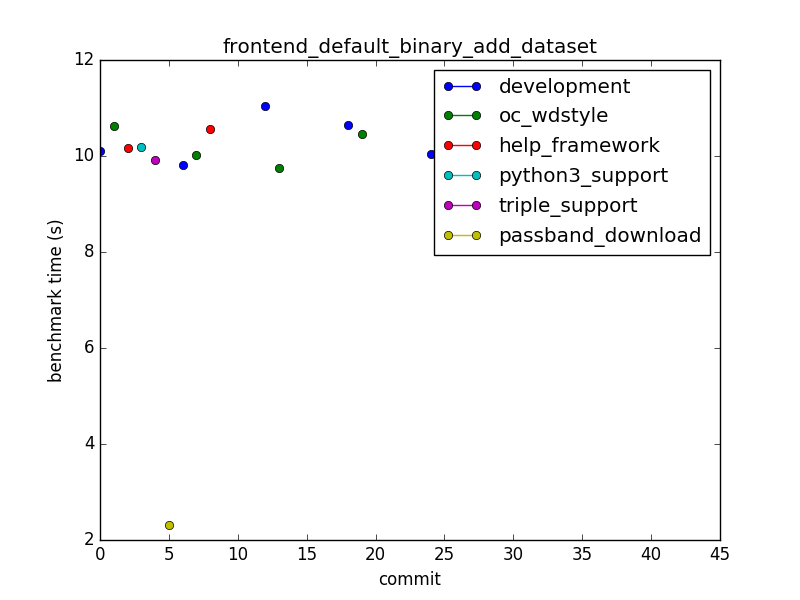 frontend_default_binary_add_dataset
12
10
8
6
4
2
benchmark time (s)
development
oc_wdstyle
help_framework
python3_support
triple_support
passband_download
0 5 10 15 20 25 30 35 40 45
commit